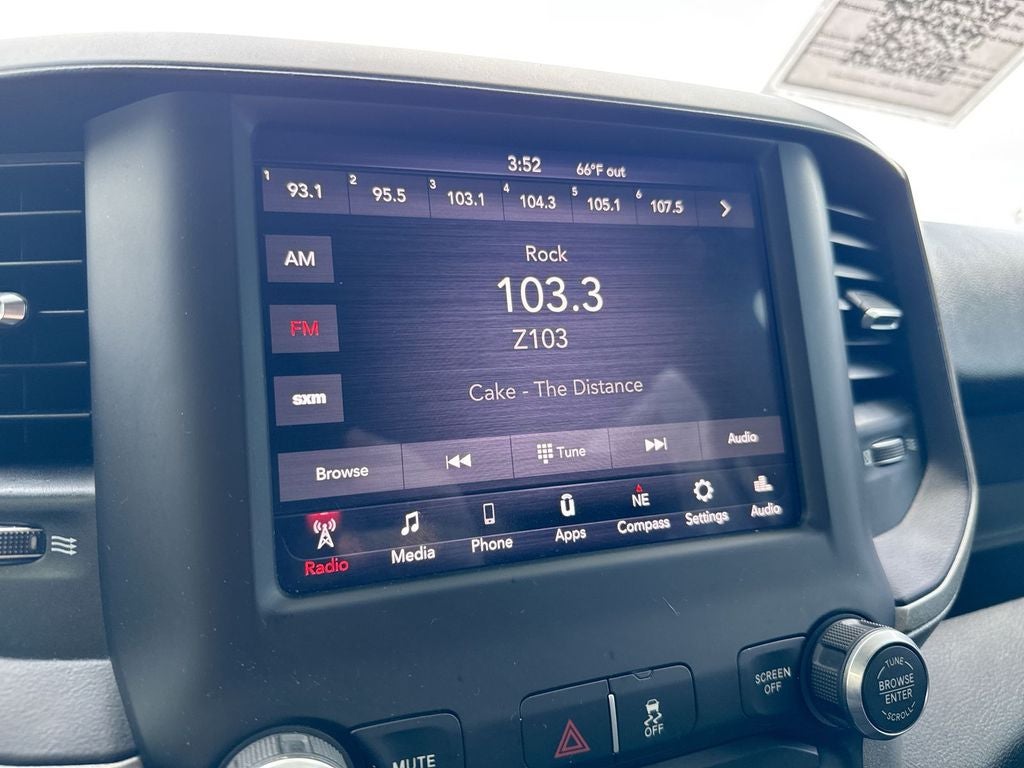 3:52 66°F out
1 93.1 2 95.5 3 103.1 4 104.3 5 105.1 6 107.5
AM
Rock
103.3
FM
Z103
sxm
Cake - The Distance
Browse Tune Audio
NE
Radio Media Phone Apps Compass Settings Audio
MUTE
OFF
SCREEN
OFF
TUNE
BROWSE
ENTER
SCROLL